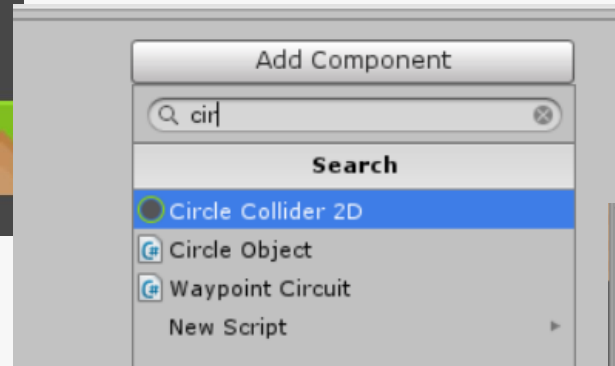 Add Component
cir
Search
Circle Collider 2D
Circle Object
Waypoint Circuit
New Script